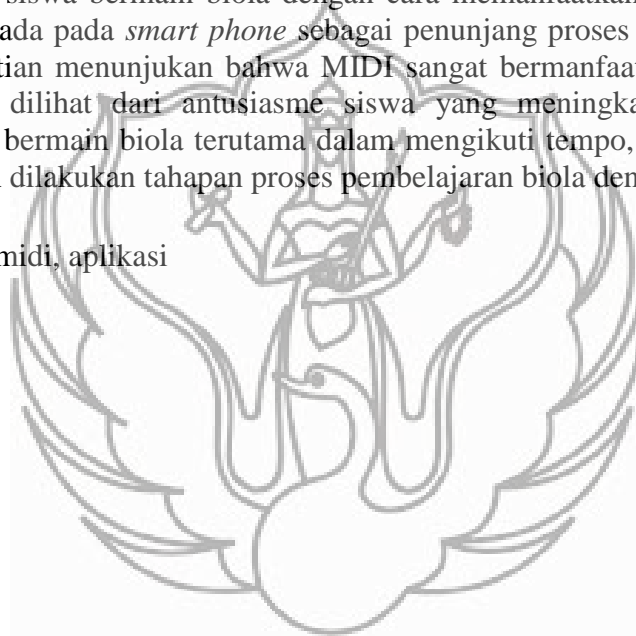 siswa bermain biola dengan cara memanfaatkan
ada pada smart phone sebagai penunjang proses
tian menunjukan bahwa MIDI sangat bermanfaat
dilihat dari antusiasme siswa yang meningka
bermain biola terutama dalam mengikuti tempo,
dilakukan tahapan proses pembelajaran biola den
midi, aplikasi